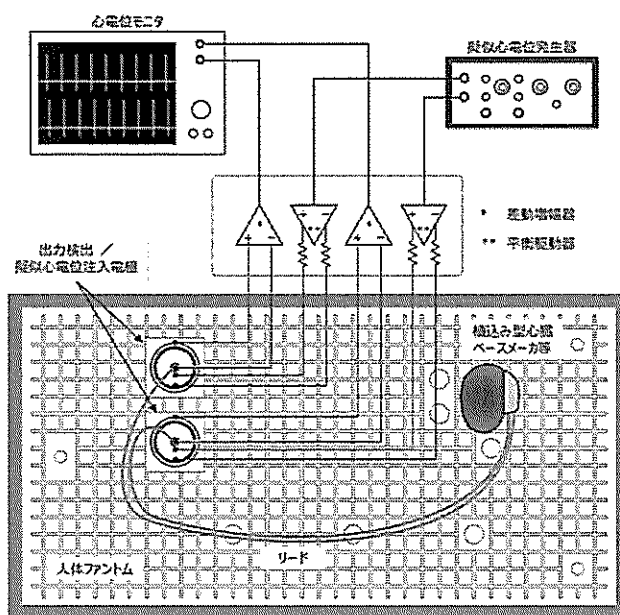 心電位モニタ
擬似心電位発生器
* 差動増幅器
** 平衡駆動器
出力検出 /
擬似心電位注入電極
植込み型心臓
ペースメーカ等
リード
人体ファントム